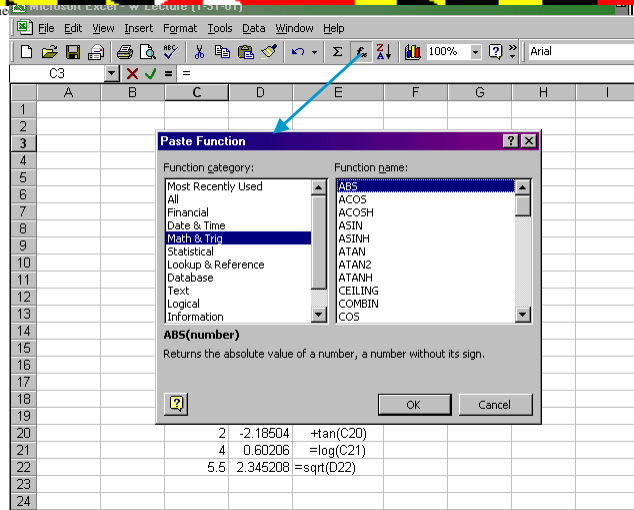 Microsoft Excel - W Lecture (1-31-01)
File Edit View Insert Format Tools Data Window Help
100% Arial
C3 = =
A B C D E F G H I
1
2
3
Paste Function
4
Function category: Function name:
5
Most Recently Used ABS
6
All ACOS
7
Financial ACOSH
8
Date & Time ASIN
9
Math & Trig ASINH
Statistical ATAN
10
Lookup & Reference ATAN2
11
Database ATANH
12
Text CEILING
13
Logical COMBIN
Information COS
14
ABS(number)
15
Returns the absolute value of a number, a number without its sign.
16
17
18
OK Cancel
19
20 2 -2.18504 +tan(C20)
21 4 0.60206 =log(C21)
22 5.5 2.345208 =sqrt(D22)
23
24